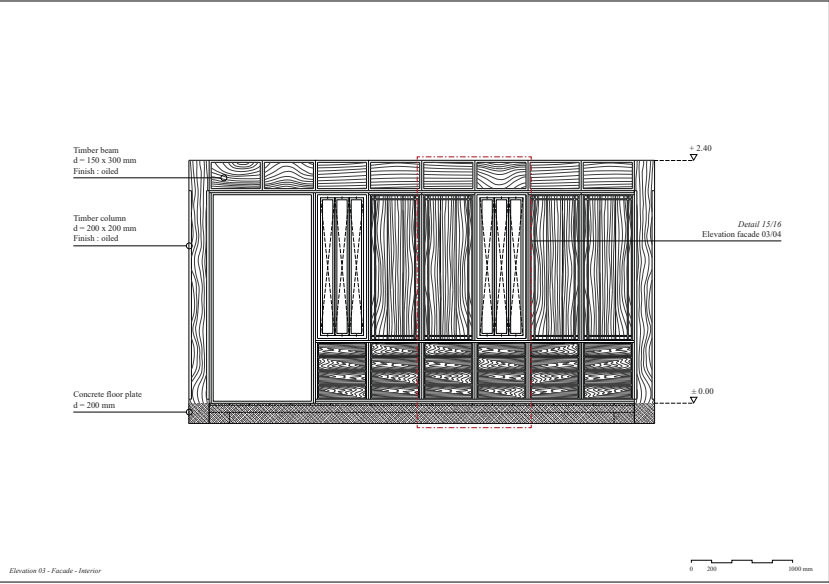 Timber beam
d = 150 x 300 mm
Finish : oiled
+ 2.40
Timber column
d = 200 x 200 mm
Finish : oiled
Detail 15/16
Elevation facade 03/04
Concrete floor plate
d = 200 mm
± 0.00
Elevation 03 - Facade - Interior
0 200 1000 mm